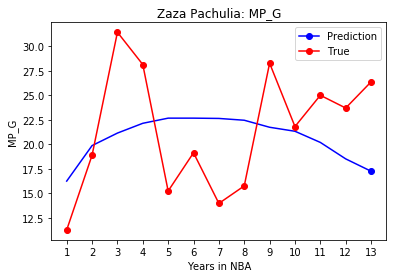 Zaza Pachulia: MP_G
Prediction
True
30.0
27.5
25.0
22.5
20.0
17.5
15.0
12.5
MP_G
1 2 3 4 5 6 7 8 9 10 11 12 13
Years in NBA